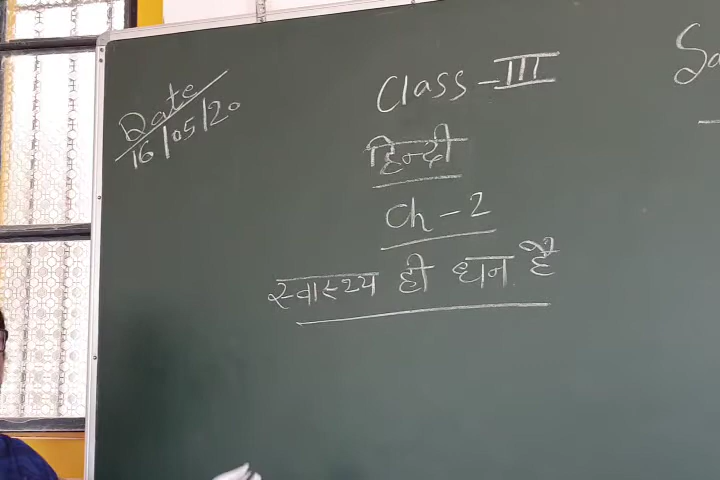 Date
16/05/20
Class - III
हिन्दी
Ch - 2
स्वास्थ्य ही धन है